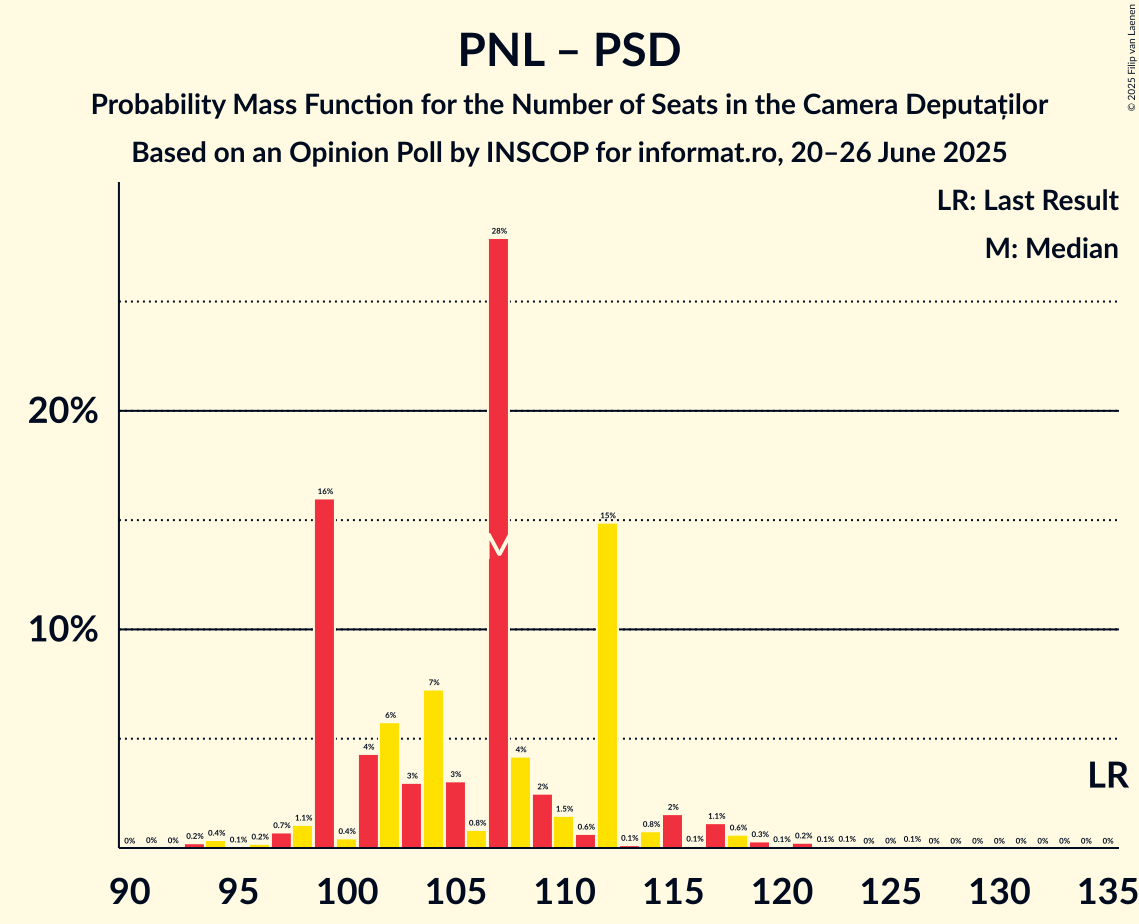 PNL – PSD
Probability Mass Function for the Number of Seats in the Camera Deputaților
Based on an Opinion Poll by INSCOP for informat.ro, 20–26 June 2025
© 2025 Filip van Laenen
LR: Last Result
M: Median
20%
10%
0% 0% 0% 0.2% 0.4% 0.1% 0.2% 0.7% 1.1% 16% 0.4% 4% 6% 3% 7% 3% 0.8% 28% 4% 2% 1.5% 0.6% 15% 0.1% 0.8% 2% 0.1% 1.1% 0.6% 0.3% 0.1% 0.2% 0.1% 0.1% 0% 0% 0.1% 0% 0% 0% 0% 0% 0% 0% 0% 0%
M
LR
90 95 100 105 110 115 120 125 130 135